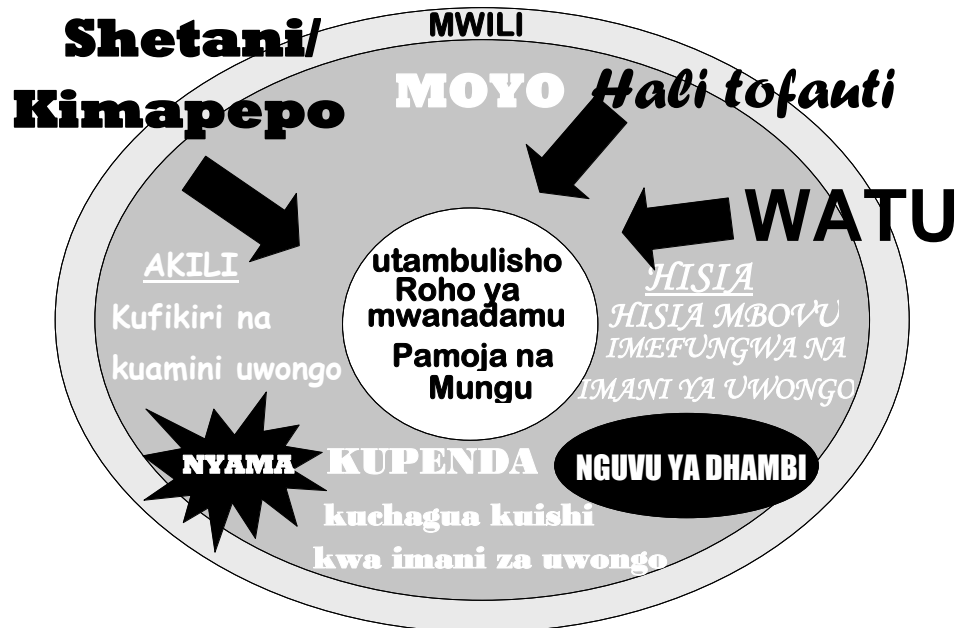 MWILI
Shetani/
Kimapepo
MOYO
Hali tofauti
WATU
AKILI
Kufikiri na
kuamini uwongo
utambulisho
Roho ya
mwanadamu
Pamoja na
Mungu
HISIA
HISIA MBOVU
IMEFUNGWA NA
IMANI YA UWONGO
NYAMA
KUPENDA
kuchagua kuishi
kwa imani za uwongo
NGUVU YA DHAMBI